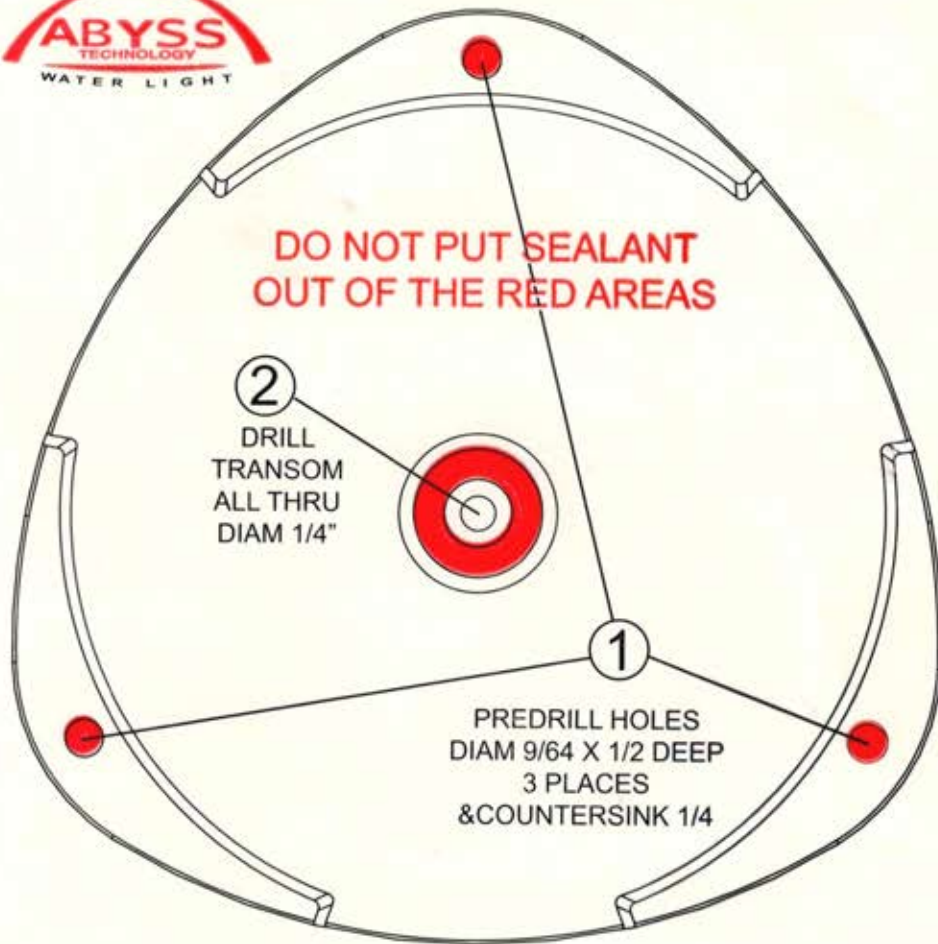 ABYSS
TECHNOLOGY
WATER LIGHT
DO NOT PUT SEALANT
OUT OF THE RED AREAS
2
DRILL
TRANSOM
ALL THRU
DIAM 1/4"
1
PREDRILL HOLES
DIAM 9/64 X 1/2 DEEP
3 PLACES
&COUNTERSINK 1/4